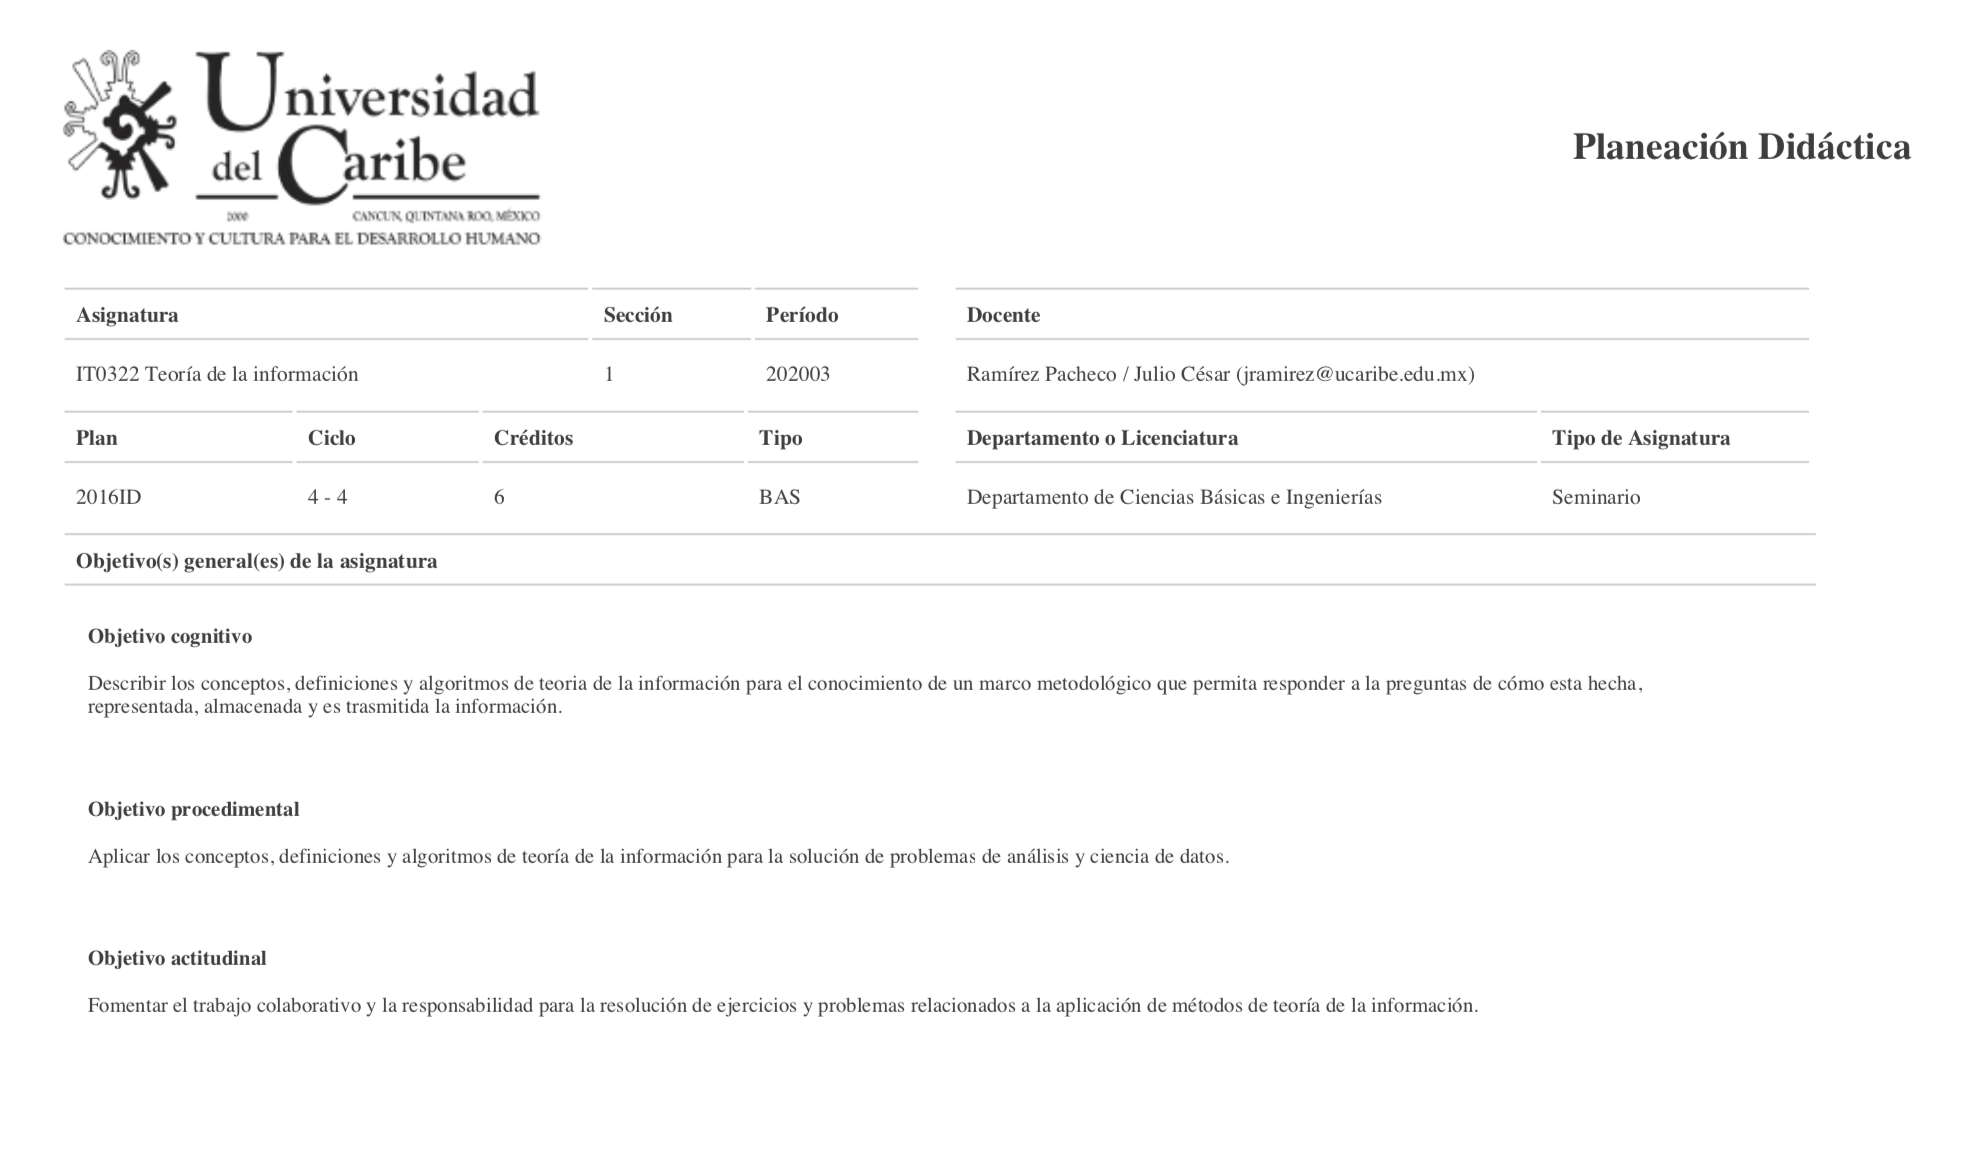 Universidad
del Caribe
2000 CANCUN, QUINTANA ROO, MÉXICO
CONOCIMIENTO Y CULTURA PARA EL DESARROLLO HUMANO
Planeación Didáctica
Asignatura Sección Período Docente
IT0322 Teoría de la información 1 202003 Ramírez Pacheco / Julio César (jramirez@ucaribe.edu.mx)
Plan Ciclo Créditos Tipo Departamento o Licenciatura Tipo de Asignatura
2016ID 4 - 4 6 BAS Departamento de Ciencias Básicas e Ingenierías Seminario
Objetivo(s) general(es) de la asignatura
Objetivo cognitivo
Describir los conceptos, definiciones y algoritmos de teoria de la información para el conocimiento de un marco metodológico que permita responder a la preguntas de cómo esta hecha,
representada, almacenada y es trasmitida la información.
Objetivo procedimental
Aplicar los conceptos, definiciones y algoritmos de teoría de la información para la solución de problemas de análisis y ciencia de datos.
Objetivo actitudinal
Fomentar el trabajo colaborativo y la responsabilidad para la resolución de ejercicios y problemas relacionados a la aplicación de métodos de teoría de la información.